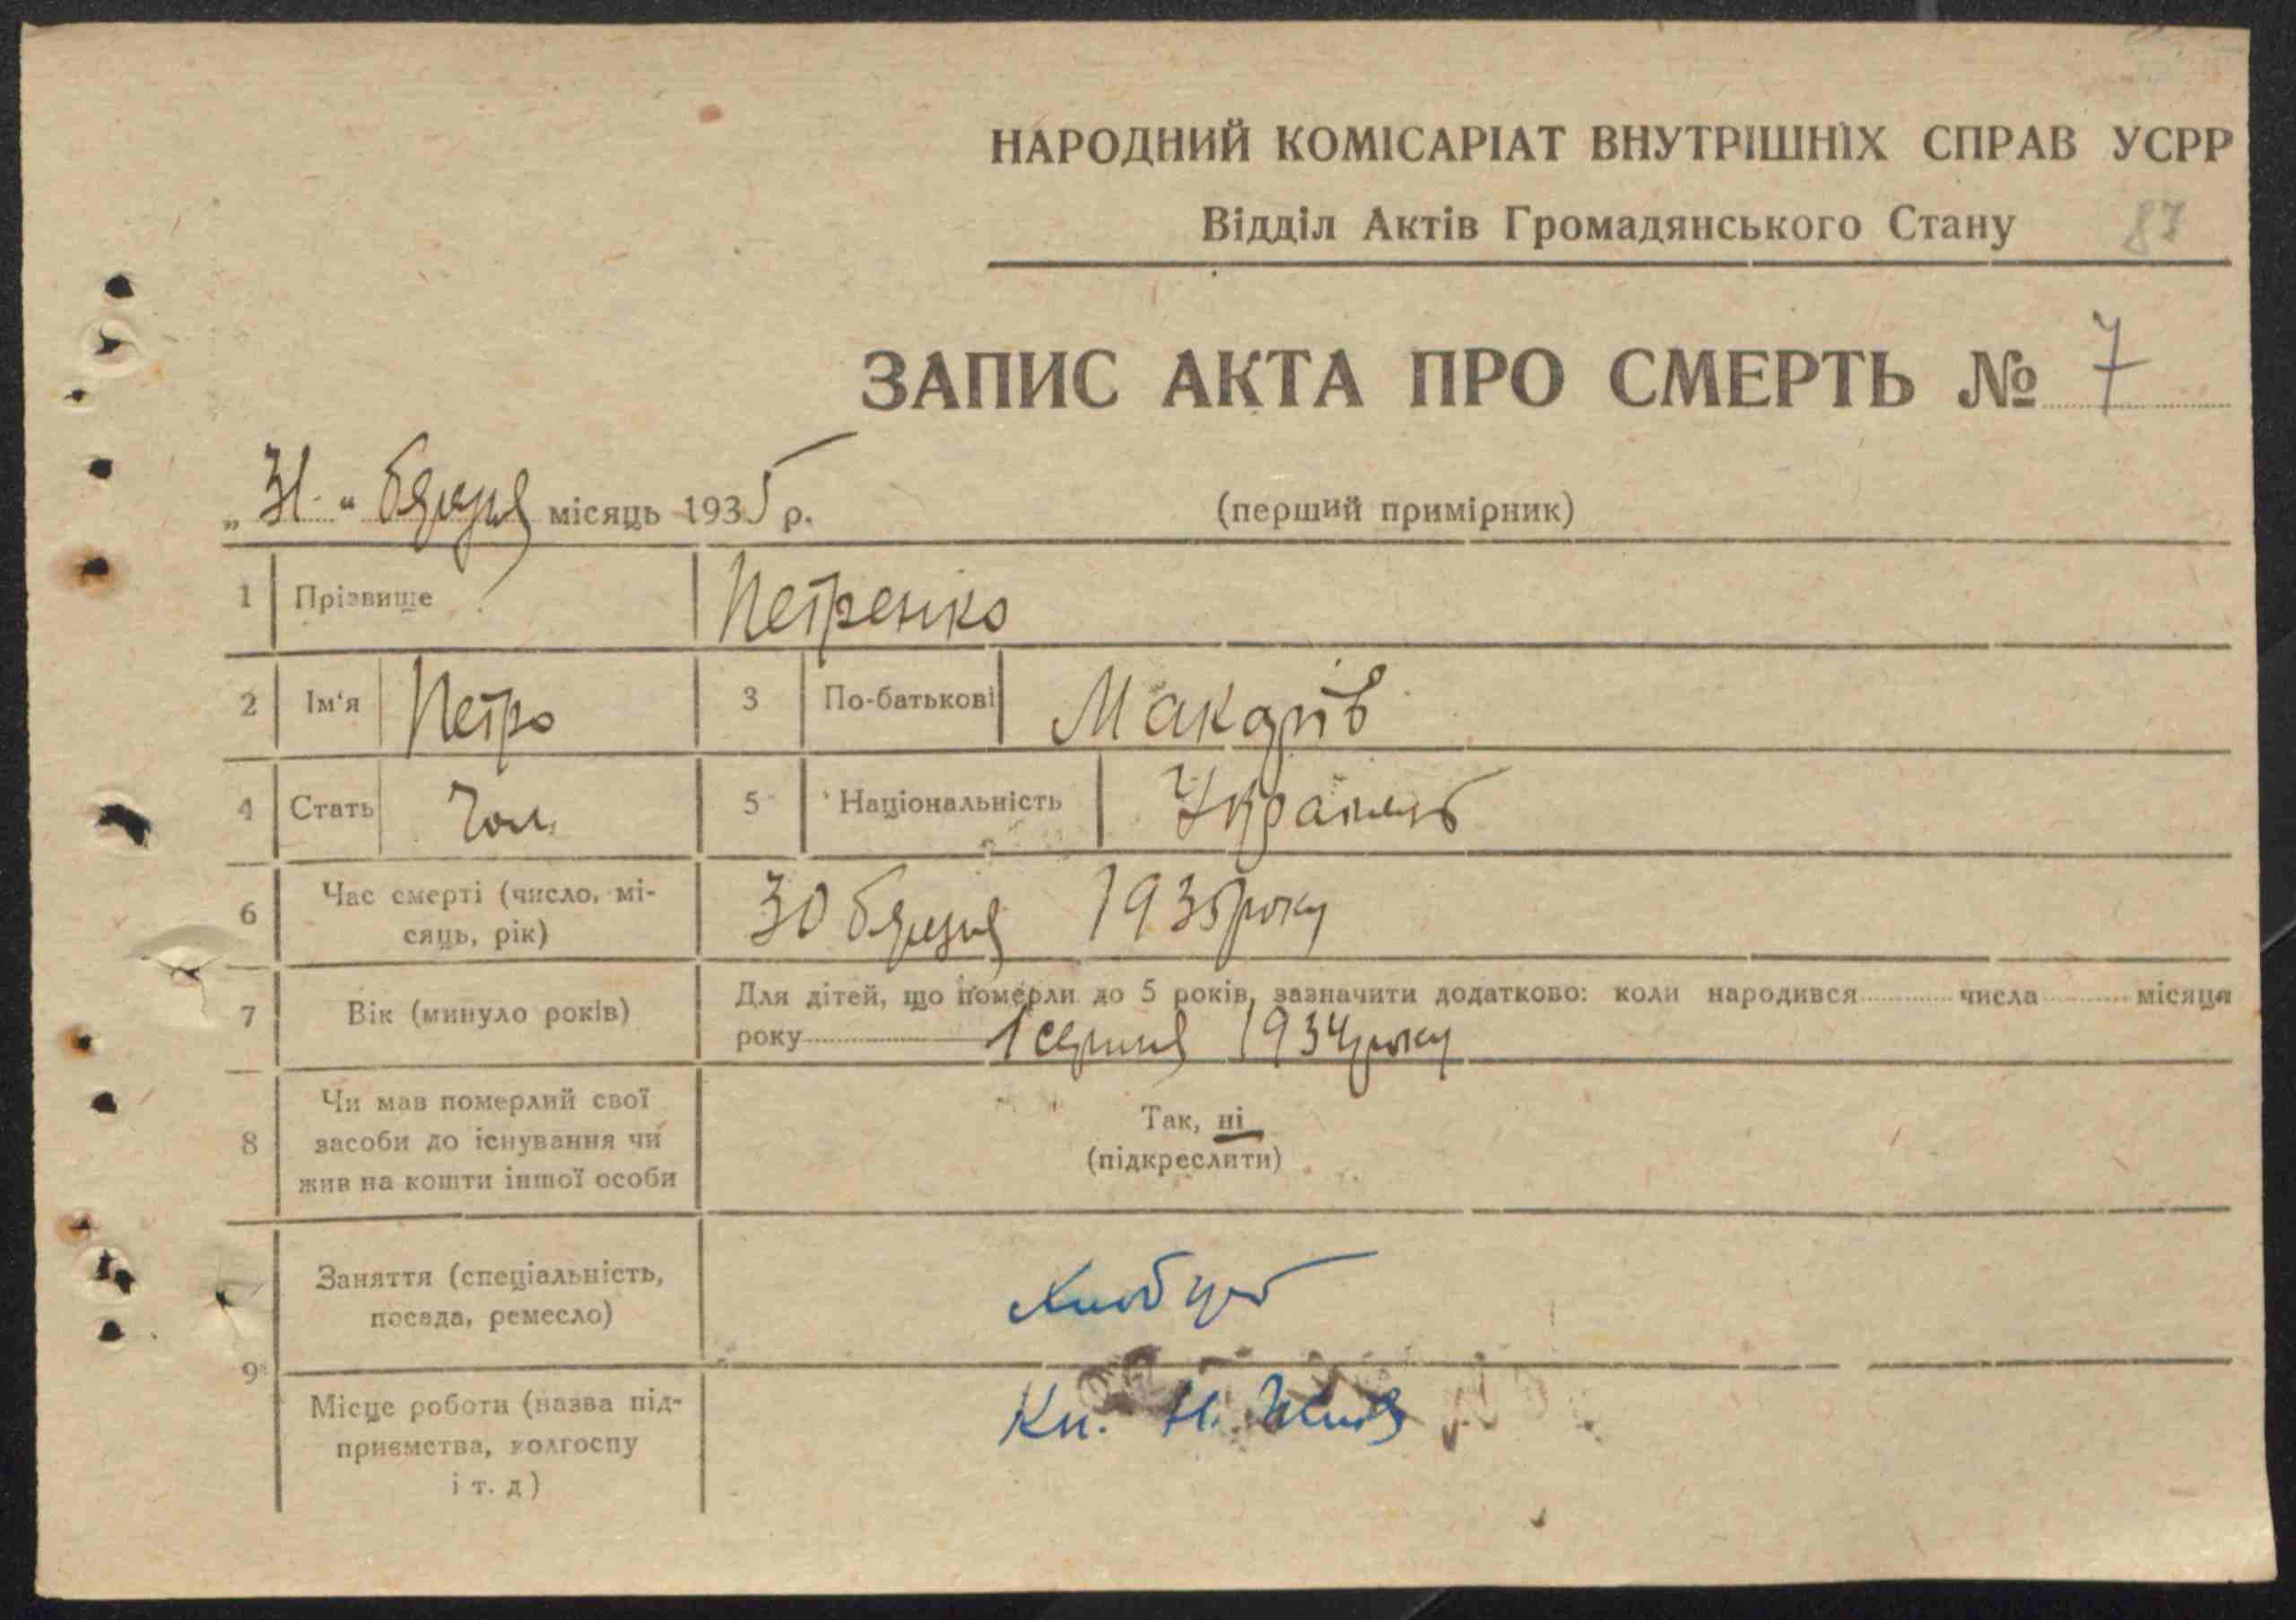 НАРОДНИЙ КОМІСАРІАТ ВНУТРІШНІХ СПРАВ УСРР
Відділ Актів Громадянського Стану 87
ЗАПИС АКТА ПРО СМЕРТЬ № 7
„ 31 “ березня місяць 1935 р. (перший примірник)
1 Прізвище Петренко
2 Ім'я Петро 3 По-батькові Макарів
4 Стать Чол. 5 Національність Українець
6 Час смерті (число, мі-
сяць, рік) 30 березня 1935 року
7 Вік (минуло років) Для дітей, що померли до 5 років, зазначити додатково: коли народився числа місяця
року 1 серпня 1934 року
8 Чи мав померлий свої
засоби до існування чи
жив на кошти іншої особи
Так, ні
(підкреслити)
9 Заняття (спеціальність,
посада, ремесло)
Місце роботи (назва під-
приємства, колгоспу
і т. д)
Кп. Н.